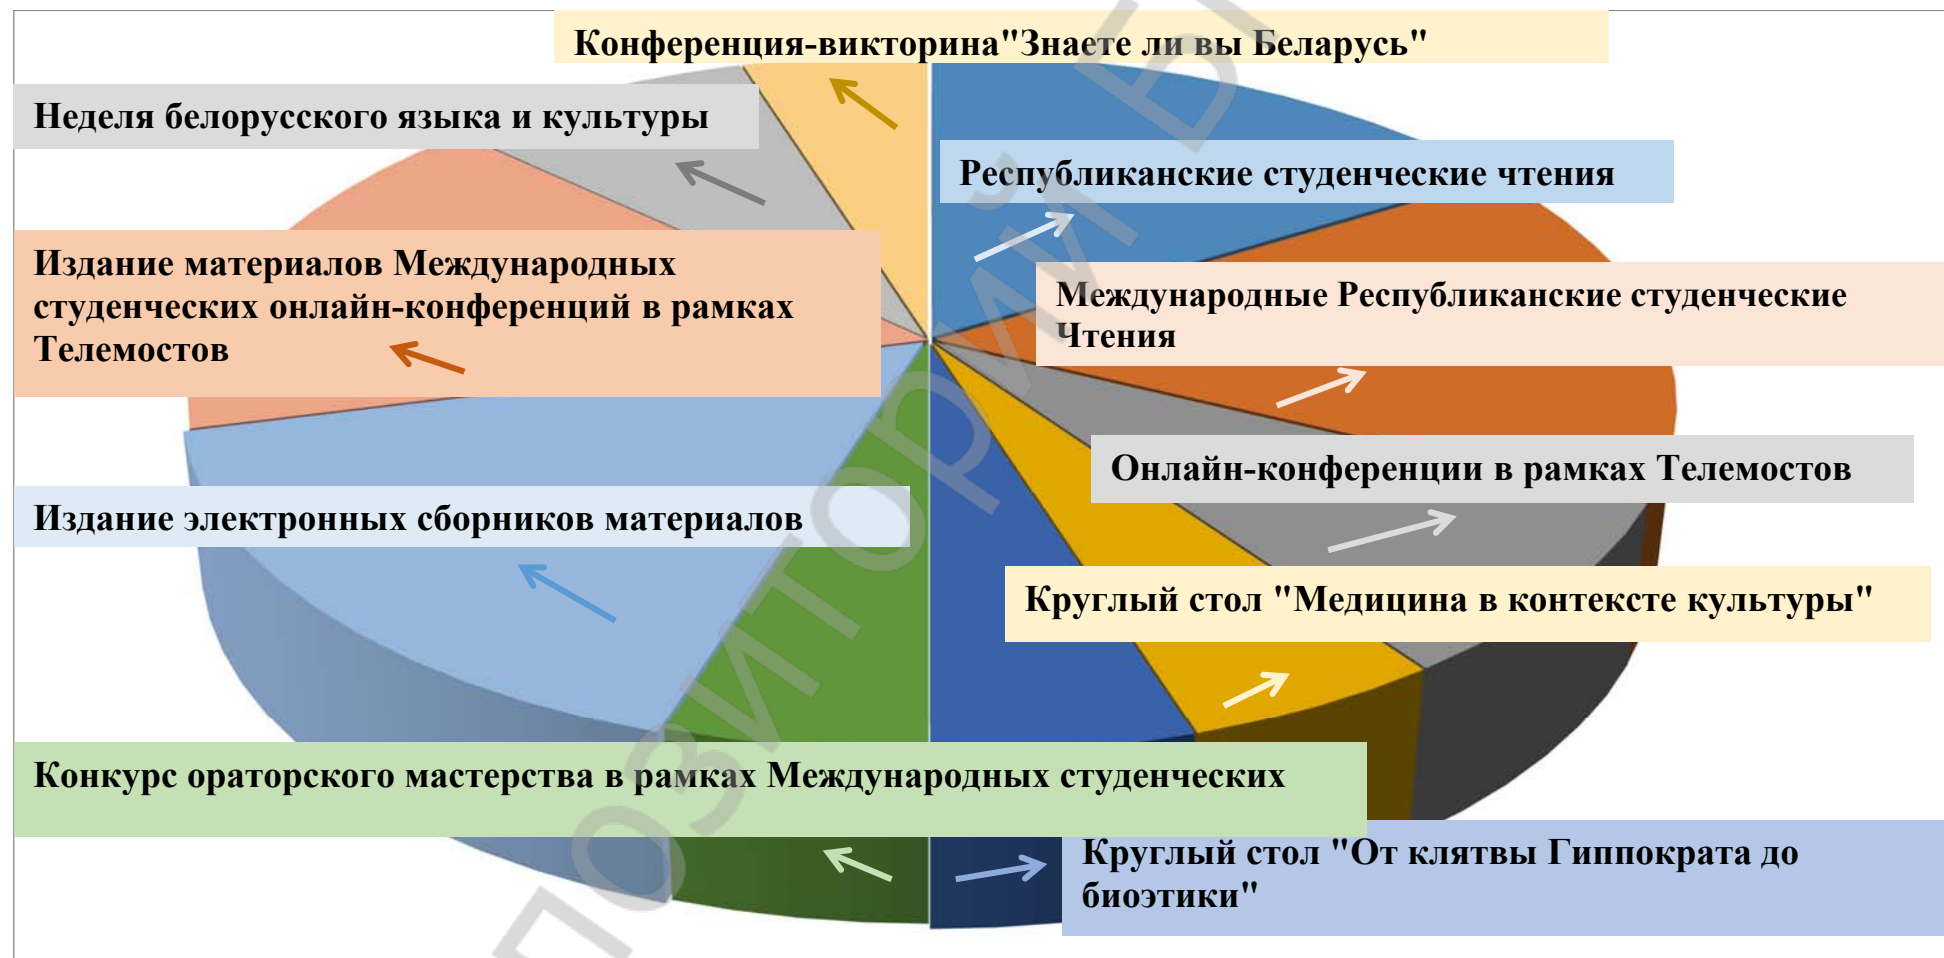 Конференция-викторина"Знаете ли вы Беларусь"
Неделя белорусского языка и культуры
Республиканские студенческие чтения
Издание материалов Международных
студенческих онлайн-конференций в рамках
Телемостов
Международные Республиканские студенческие
Чтения
Онлайн-конференции в рамках Телемостов
Издание электронных сборников материалов
Круглый стол "Медицина в контексте культуры"
Конкурс ораторского мастерства в рамках Международных студенческих
Круглый стол "От клятвы Гиппократа до
биоэтики"